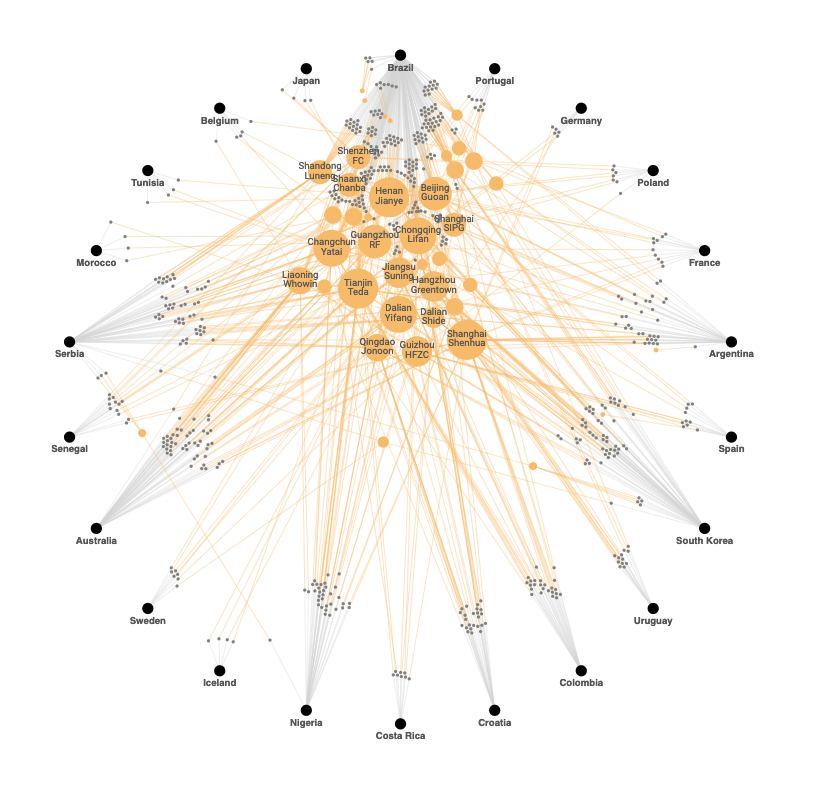 Brazil
Japan
Portugal
Belgium
Germany
Shenzhen
FC
Shandong
Luneng
Shaanxi
Chanba
Tunisia
Poland
Henan
Jianye
Beijing
Guoan
Shanghai
SIPG
Guangzhou
RF
Chongqing
Lifan
Changchun
Yatai
Morocco
France
Jiangsu
Suning
Liaoning
Whowin
Tianjin
Teda
Hangzhou
Greentown
Dalian
Yifang
Dalian
Shide
Shanghai
Shenhua
Qingdao
Jonoon
Guizhou
HFZC
Serbia
Argentina
Senegal
Spain
Australia
South Korea
Sweden
Uruguay
Iceland
Colombia
Nigeria
Croatia
Costa Rica